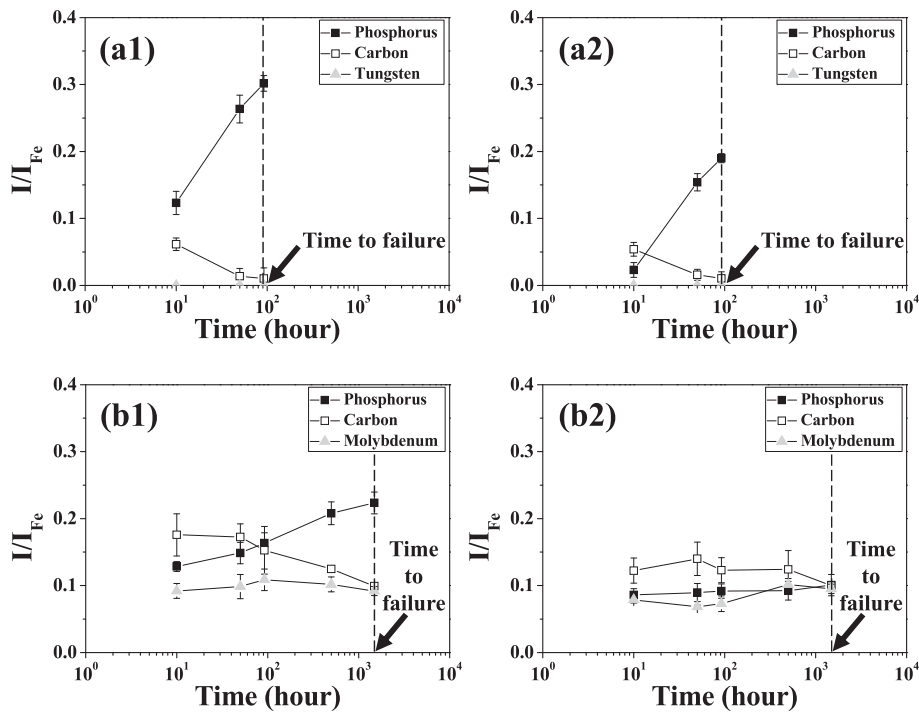 (a1)
Phosphorus
Carbon
Tungsten
0.4
0.3
0.2
0.1
0.0
I/I_Fe
Time to failure
10^0 10^1 10^2 10^3 10^4
Time (hour)
(a2)
Phosphorus
Carbon
Tungsten
0.4
0.3
0.2
0.1
0.0
I/I_Fe
Time to failure
10^0 10^1 10^2 10^3 10^4
Time (hour)
(b1)
Phosphorus
Carbon
Molybdenum
0.4
0.3
0.2
0.1
0.0
I/I_Fe
Time
to
failure
10^0 10^1 10^2 10^3 10^4
Time (hour)
(b2)
Phosphorus
Carbon
Molybdenum
0.4
0.3
0.2
0.1
0.0
I/I_Fe
Time
to
failure
10^0 10^1 10^2 10^3 10^4
Time (hour)